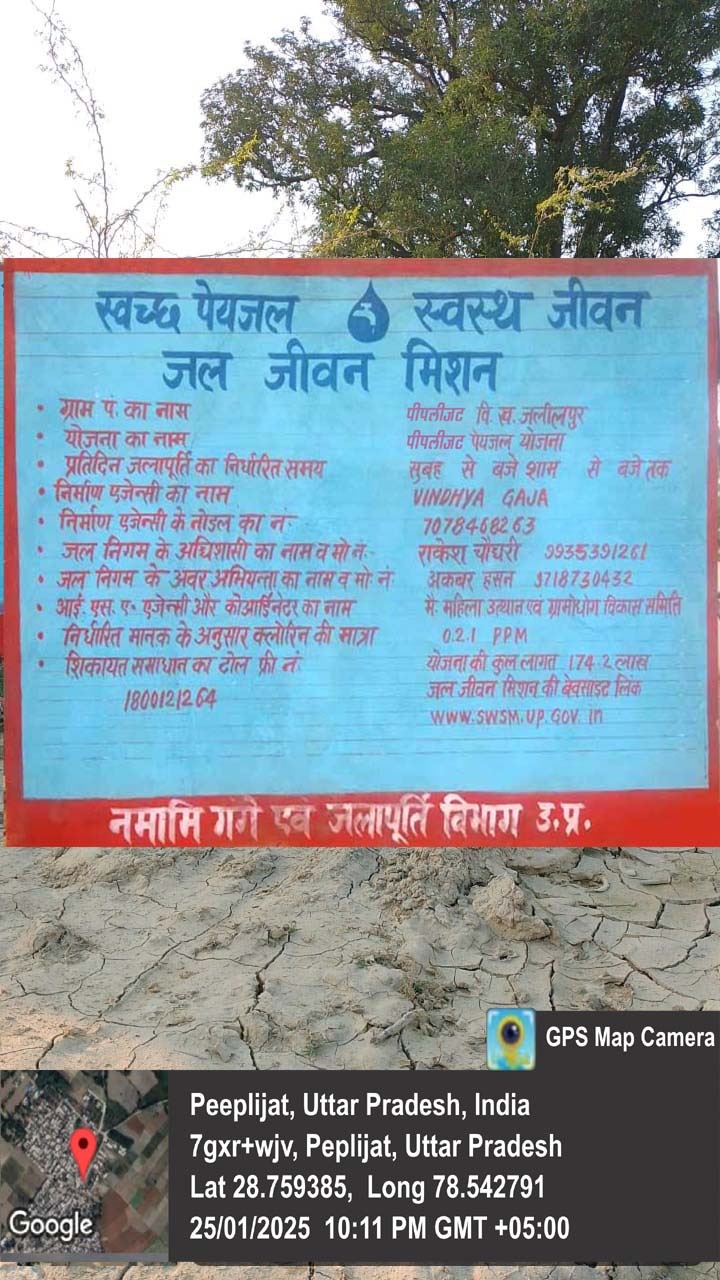 स्वच्छ पेयजल स्वस्थ जीवन
जल जीवन मिशन
• ग्राम पं. का नाम पीपलीजट वि.ख. जलीलपुर
• योजना का नाम पीपलीजट पेयजल योजना
• प्रतिदिन जलापूर्ति का निर्धारित समय सुबह से बजे शाम से बजे तक
• निर्माण एजेन्सी का नाम VINDHYA GAJA
• निर्माण एजेन्सी के नोडल का नं. 7078468263
• जल निगम के अधिशासी का नाम व मो नं. राकेश चौधरी 9935391261
• जल निगम के अवर अभियन्ता का नाम व मो. नं अकबर हसन 9718730432
• आई. एस. ए. एजेन्सी और कोआर्डिनेटर का नाम मै. महिला उत्थान एवं ग्रामोधोग विकास समिति
• निर्धारित मानक के अनुसार क्लोरिन की मात्रा 0.21 PPM
• शिकायत समाधान का टोल फ्री नं. योजना की कुल लागत 174.2 लाख
1800121264 जल जीवन मिशन की बेवसाइट लिंक
www.SWSM.UP.GOV.in
नमामि गंगे एवं जलापूर्ति विभाग उ.प्र.
GPS Map Camera
Peeplijat, Uttar Pradesh, India
7gxr+wjv, Peplijat, Uttar Pradesh
Lat 28.759385, Long 78.542791
25/01/2025 10:11 PM GMT +05:00
Google